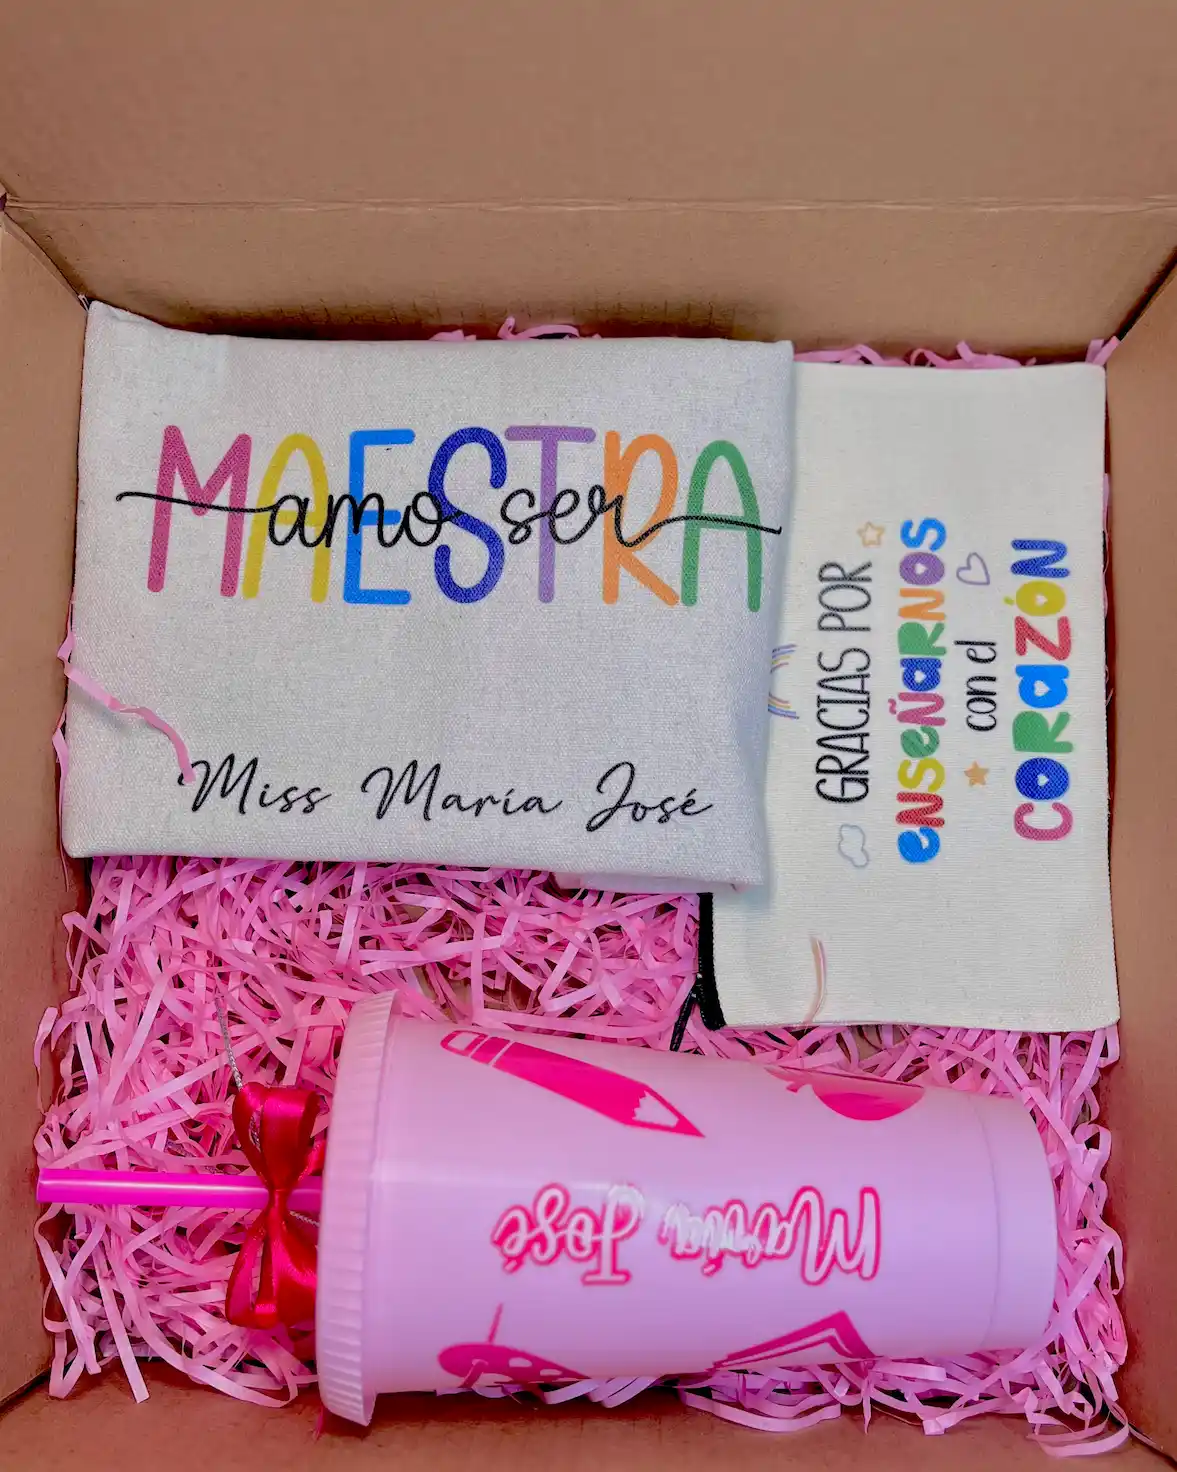 MAESTRA
amo ser
Miss María José
GRACIAS POR
enseñarnos
con el
corazón
María José